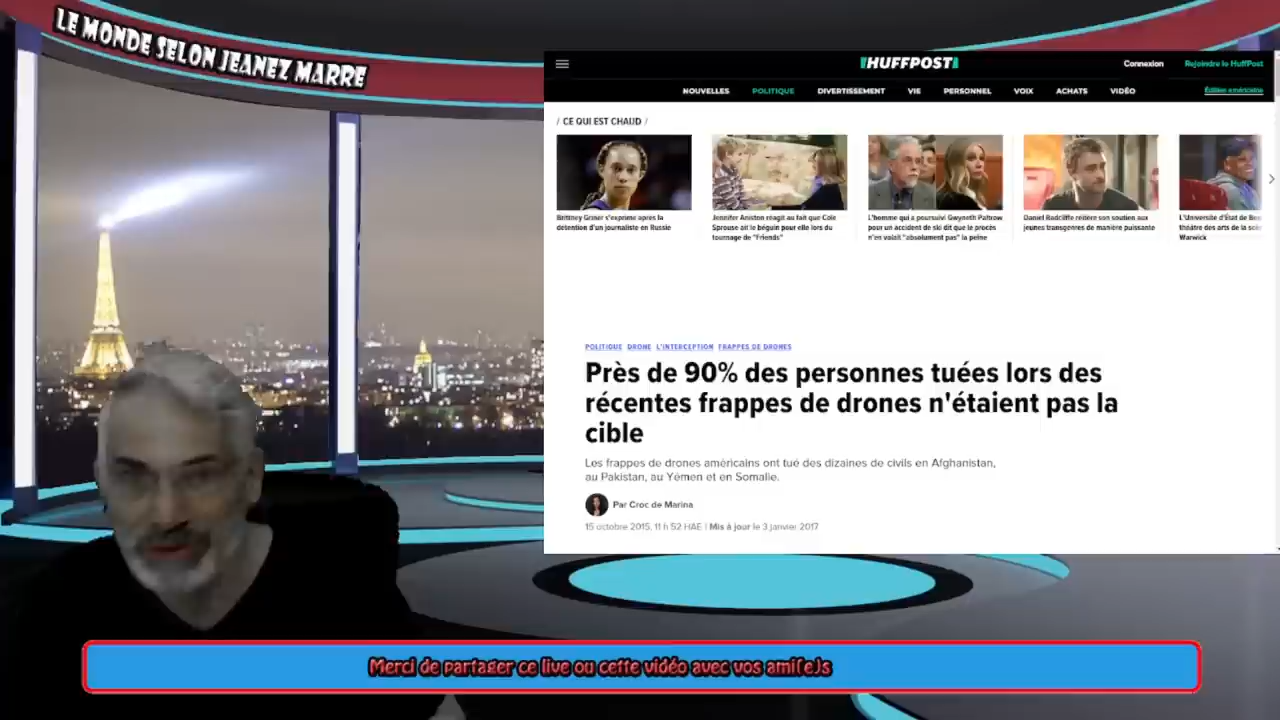 LE MONDE SELON JEANEZ MARRE
HUFFPOST
Connexion
Rejoindre le HuffPost
NOUVELLES POLITIQUE DIVERTISSEMENT VIE PERSONNEL VOIX ACHATS VIDÉO
Édition américaine
/ CE QUI EST CHAUD /
Brittney Griner s'exprime après la
détention d'un journaliste en Russie
Jennifer Aniston réagit au fait que Cole
Sprouse ait le béguin pour elle lors du
tournage de "Friends"
L'homme qui a poursuivi Gwyneth Paltrow
pour un accident de ski dit que le procès
n'en valait "absolument pas" la peine
Daniel Radcliffe réitère son soutien aux
jeunes transgenres de manière puissante
L'Université d'État de
théâtre des arts de la
Warwick
POLITIQUE DRONE L'INTERCEPTION FRAPPES DE DRONES
Près de 90% des personnes tuées lors des
récentes frappes de drones n'étaient pas la
cible
Les frappes de drones américains ont tué des dizaines de civils en Afghanistan,
au Pakistan, au Yémen et en Somalie.
Par Croc de Marina
15 octobre 2015, 11 h 52 HAE | Mis à jour le 3 janvier 2017
Merci de partager ce live ou cette vidéo avec vos ami(e)s